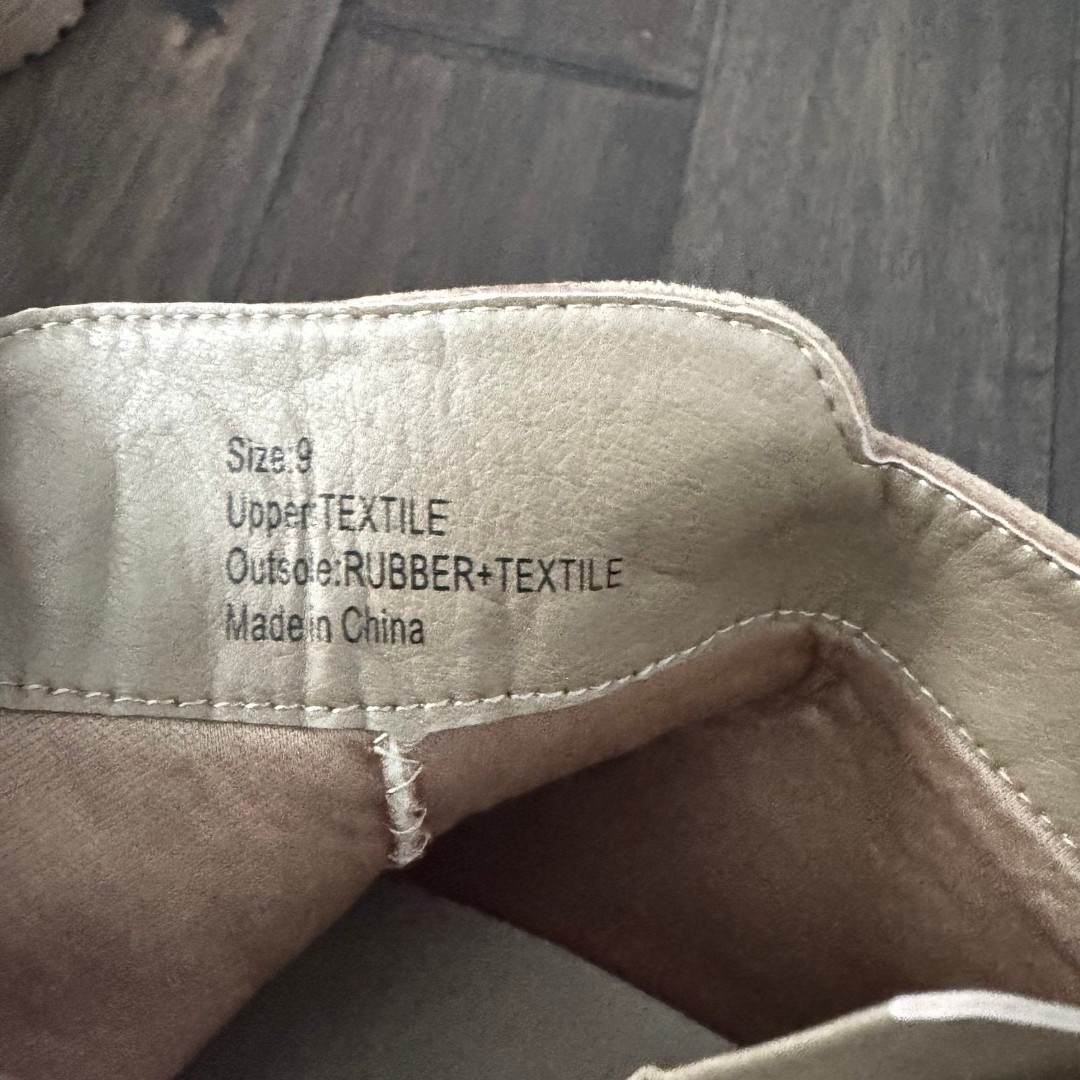 Size:9
Upper:TEXTILE
Outsole:RUBBER+TEXTILE
Made in China